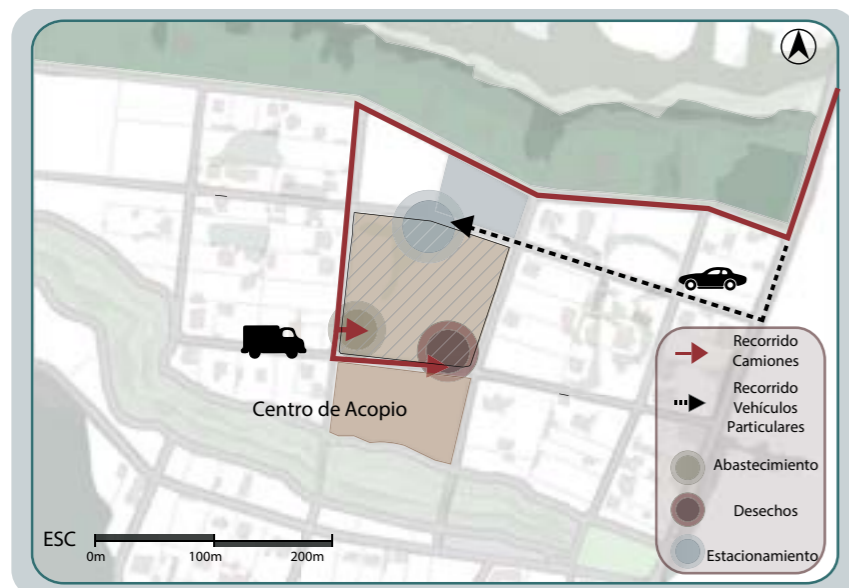 Centro de Acopio
ESC
0m
100m
200m
Recorrido
Camiones
Recorrido
Vehículos
Particulares
Abastecimiento
Desechos
Estacionamiento